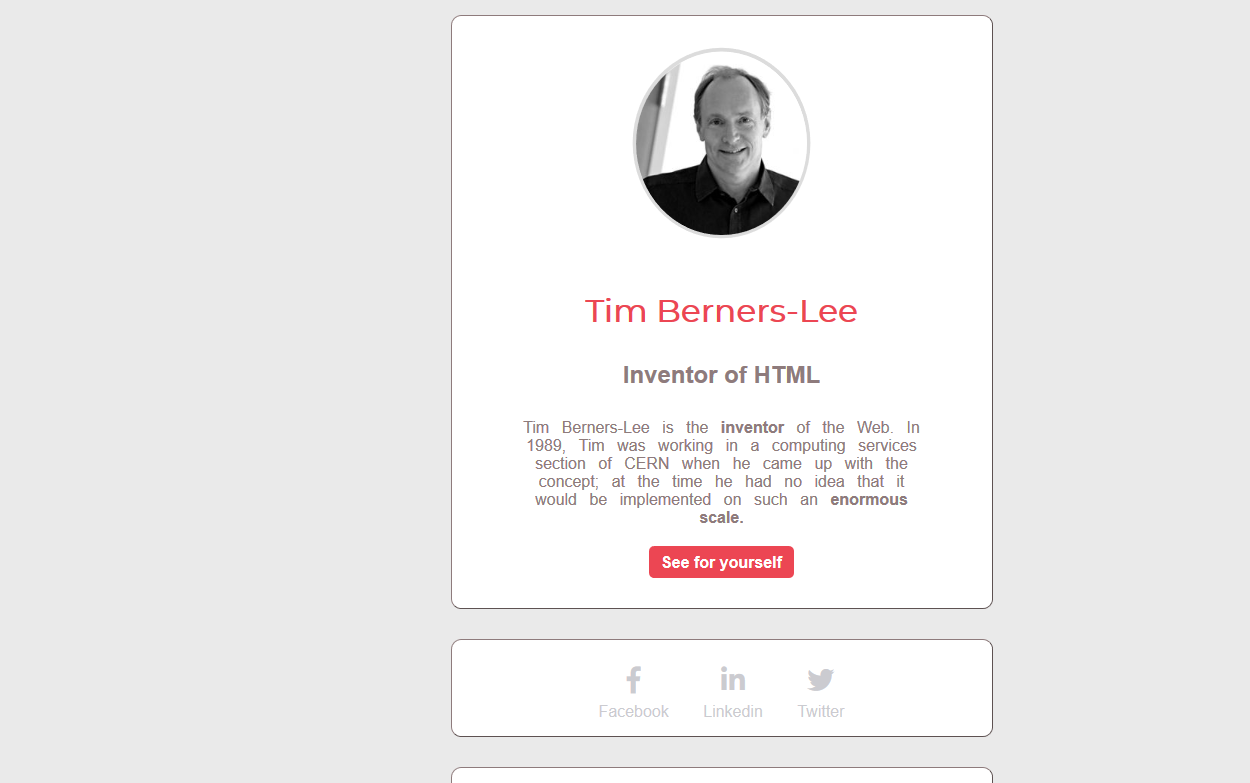 Tim Berners-Lee
Inventor of HTML
Tim Berners-Lee is the inventor of the Web. In
1989, Tim was working in a computing services
section of CERN when he came up with the
concept; at the time he had no idea that it
would be implemented on such an enormous
scale.
See for yourself
Facebook
Linkedin
Twitter